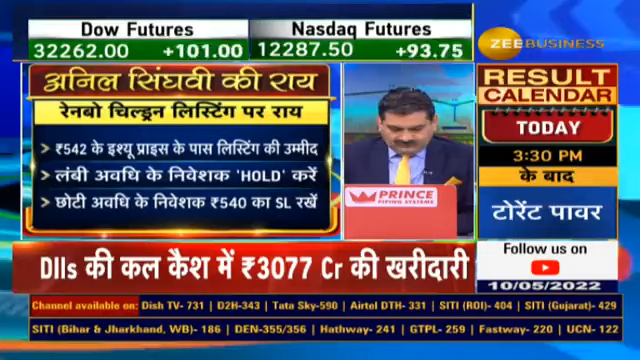 Dow Futures
32262.00 +101.00
Nasdaq Futures
12287.50 +93.75
ZEE BUSINESS
अनिल सिंघवी की राय
रेनबो चिल्ड्रन लिस्टिंग पर राय
₹542 के इश्यू प्राइस के पास लिस्टिंग की उम्मीद
लंबी अवधि के निवेशक 'HOLD' करें
छोटी अवधि के निवेशक ₹540 का SL रखें
PRINCE
PIPING SYSTEMS
RESULT
CALENDAR
TODAY
3:30 PM
के बाद
टोरेंट पावर
DIIs की कल कैश में ₹3077 Cr की खरीदारी
Follow us on
10/05/2022
Channel available on: Dish TV- 731 | D2H-343 | Tata Sky-590 | Airtel DTH- 331 | SITI (ROI)- 404 | SITI (Gujarat)- 429
SITI (Bihar & Jharkhand, WB)- 186 | DEN-355/356 | Hathway- 241 | GTPL- 259 | Fastway- 220 | UCN- 122